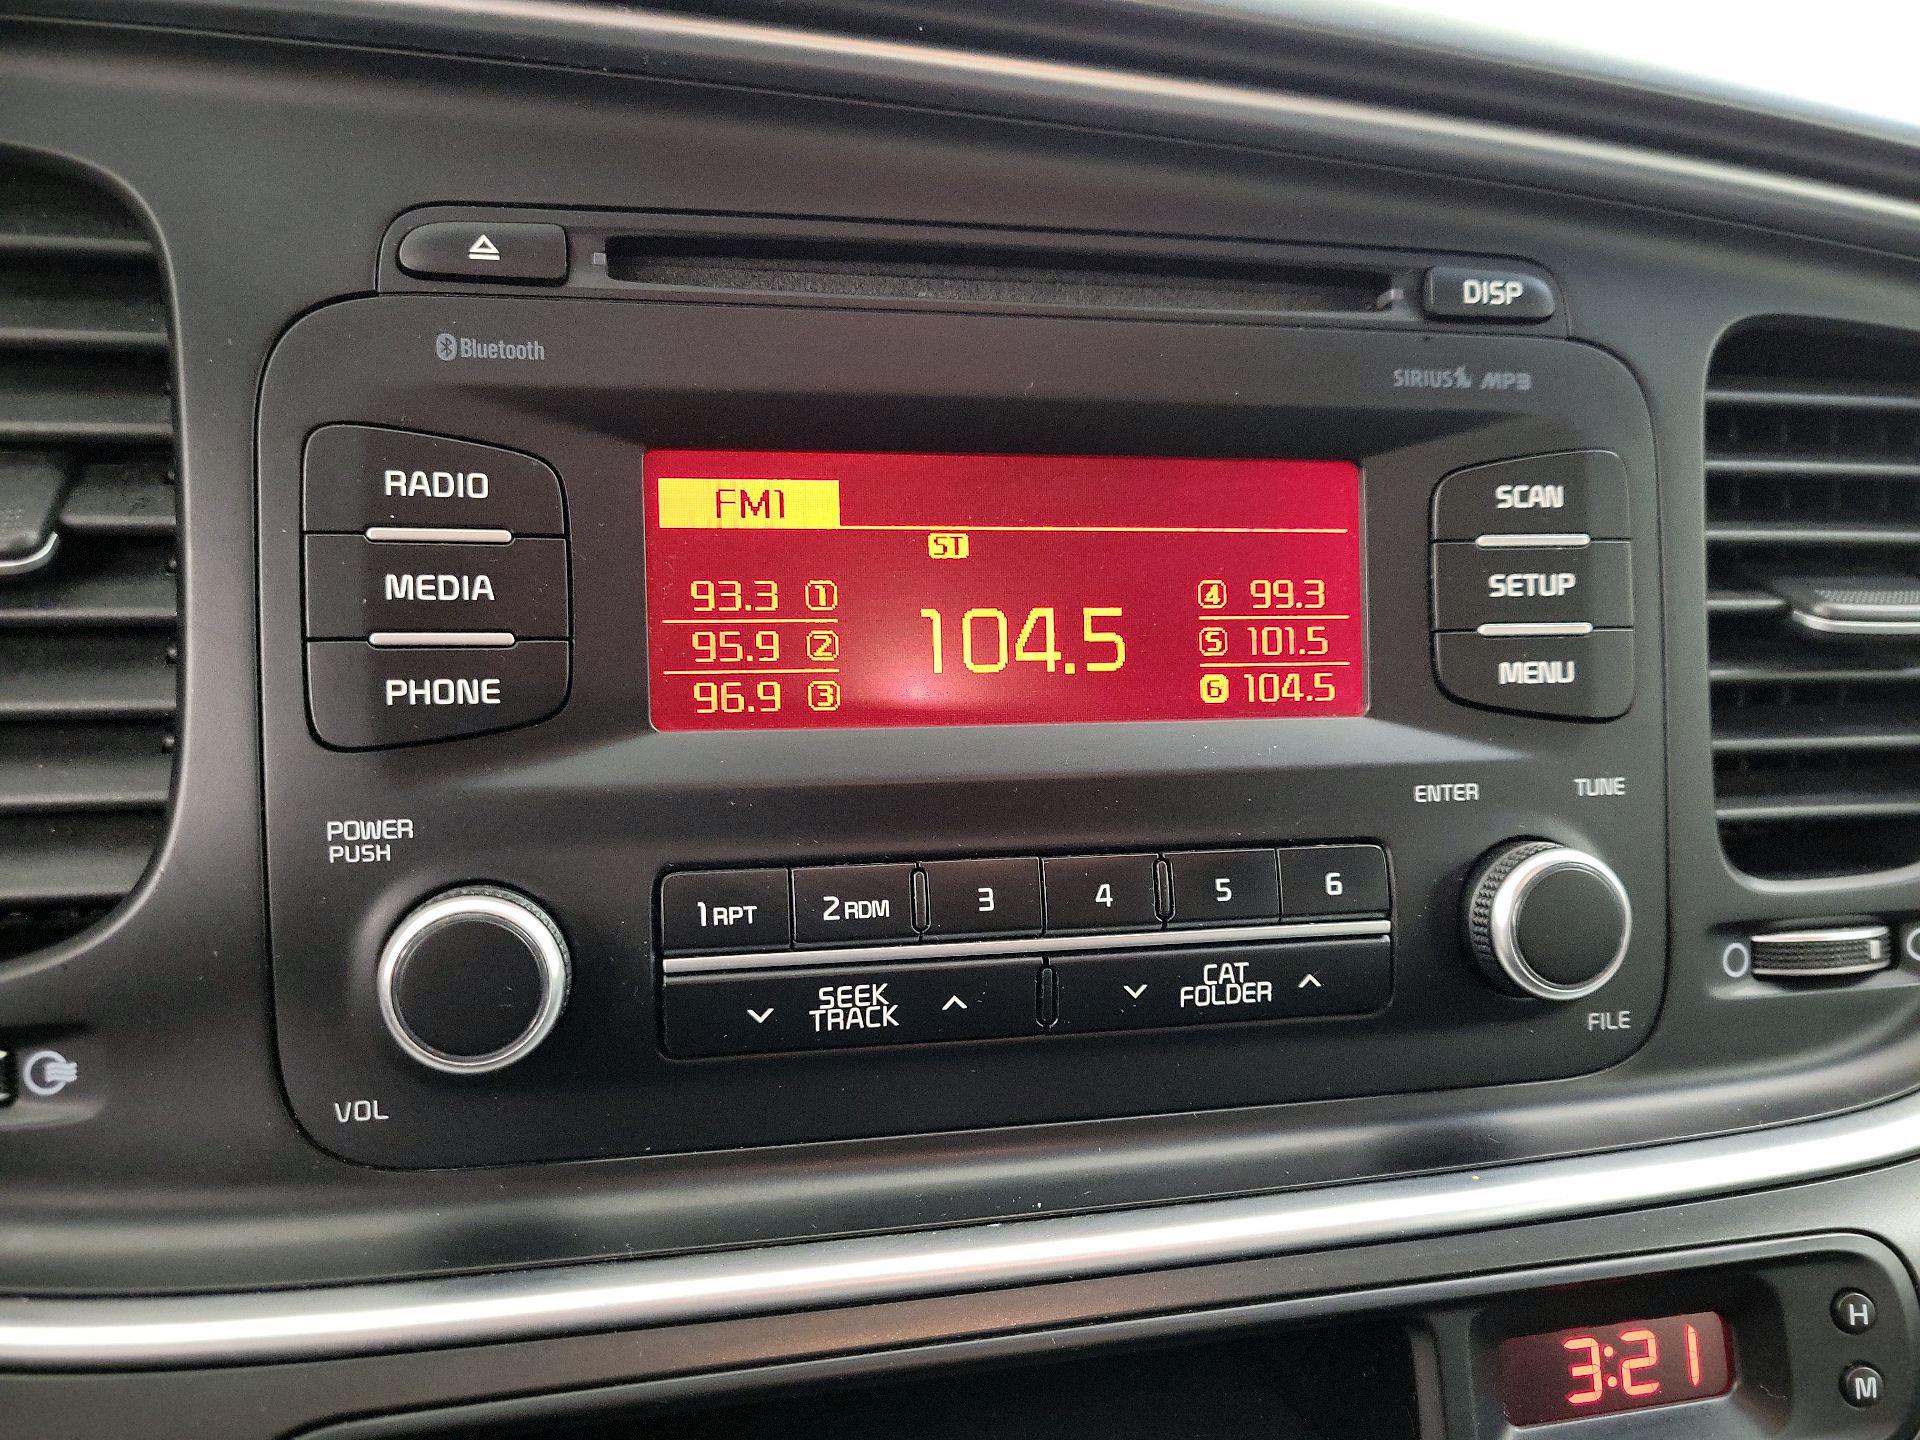 DISP
Bluetooth
SIRIUS MP3
RADIO
MEDIA
PHONE
FM1
ST
93.3 1
95.9 2
96.9 3
104.5
4 99.3
5 101.5
6 104.5
SCAN
SETUP
MENU
POWER
PUSH
VOL
1 RPT
2 RDM
3
4
5
6
SEEK
TRACK
CAT
FOLDER
ENTER
TUNE
FILE
3:21
H
M